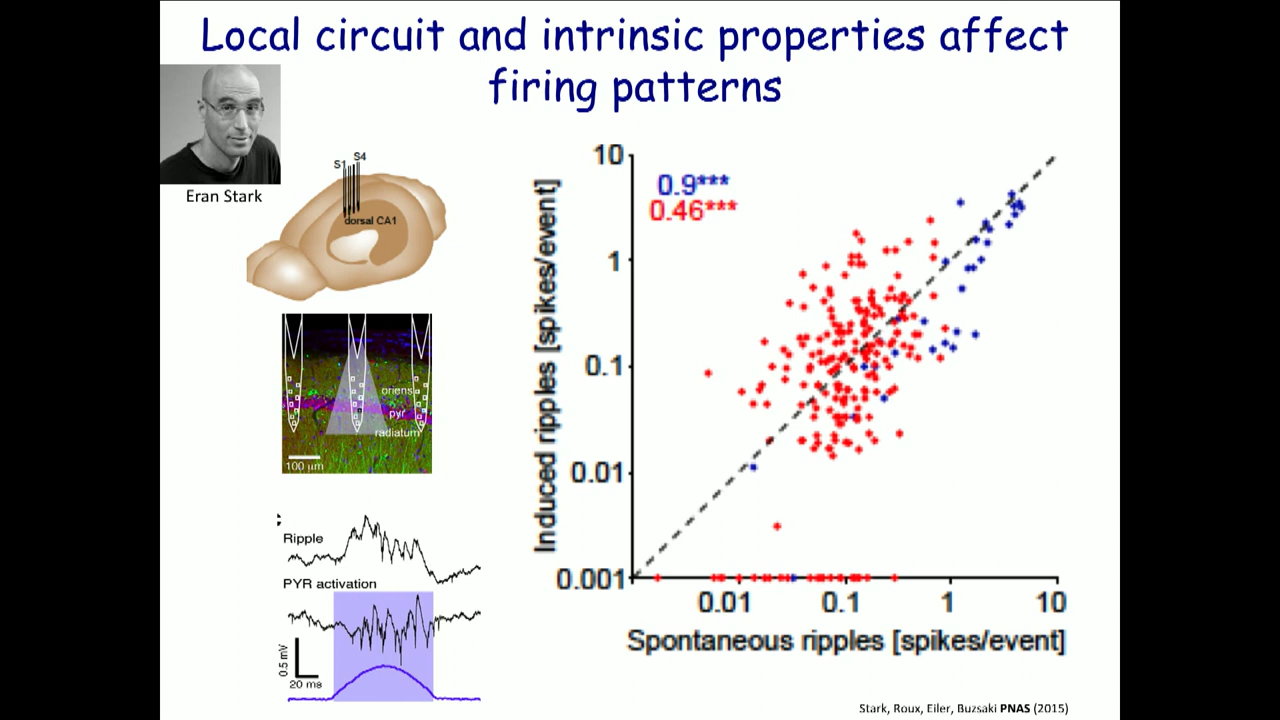 Local circuit and intrinsic properties affect
firing patterns
Eran Stark
S1 S4
dorsal CA1
oriens
pyr
radiatum
100 µm
Ripple
PYR activation
0.5 mV
20 ms
0.9***
0.46***
10
1
0.1
0.01
0.001
0.01 0.1 1 10
Induced ripples [spikes/event]
Spontaneous ripples [spikes/event]
Stark, Roux, Eiler, Buzsaki PNAS (2015)